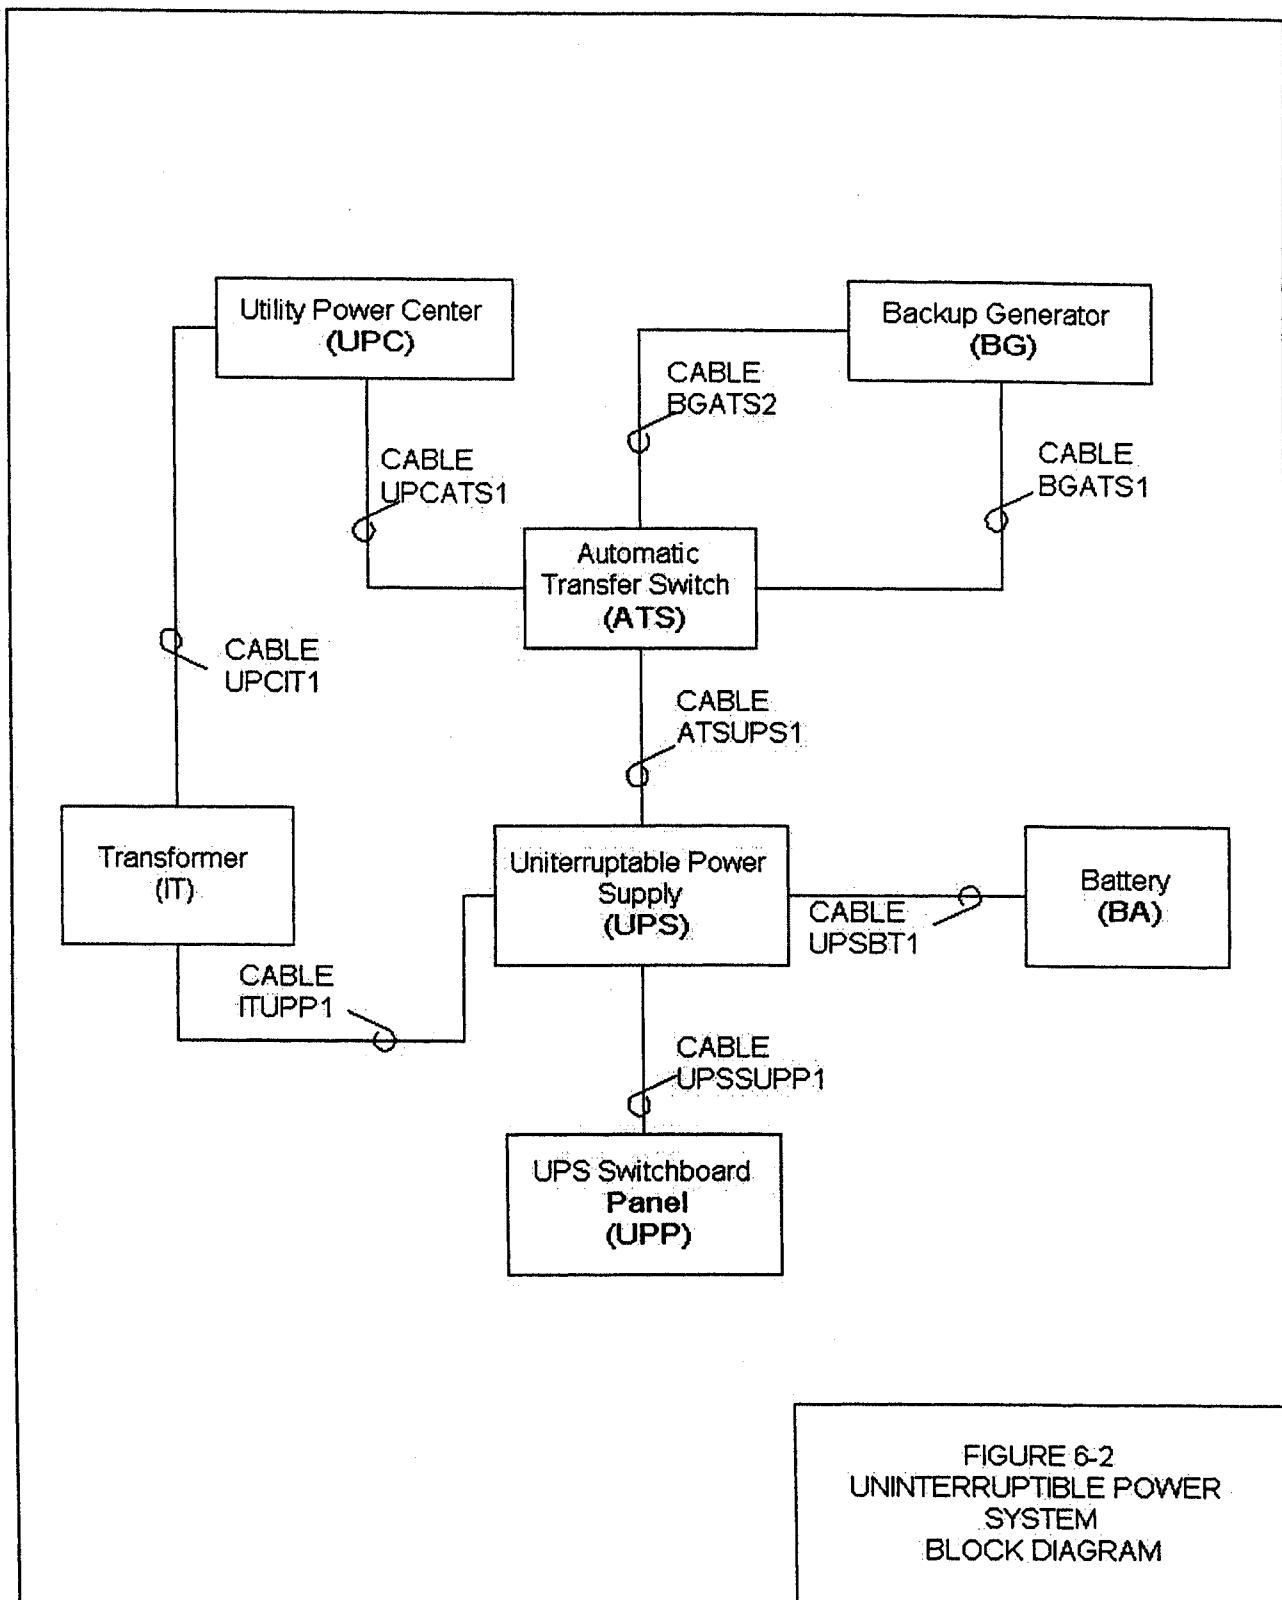 Utility Power Center
(UPC)
Backup Generator
(BG)
CABLE
BGATS2
CABLE
UPCATS1
CABLE
BGATS1
Automatic
Transfer Switch
(ATS)
CABLE
UPCIT1
CABLE
ATSUPS1
Transformer
(IT)
Uniterruptable Power
Supply
(UPS)
Battery
(BA)
CABLE
UPSBT1
CABLE
ITUPP1
CABLE
UPSSUPP1
UPS Switchboard
Panel
(UPP)
FIGURE 6-2
UNINTERRUPTIBLE POWER
SYSTEM
BLOCK DIAGRAM